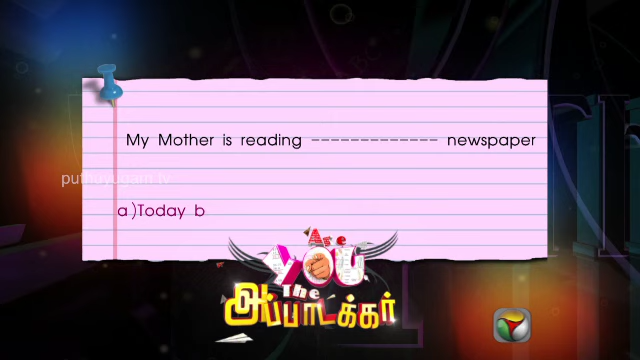 My Mother is reading ------------- newspaper
puthuyugam tv
a)Today b
Are
YOU
The
அப்பாடக்கர்